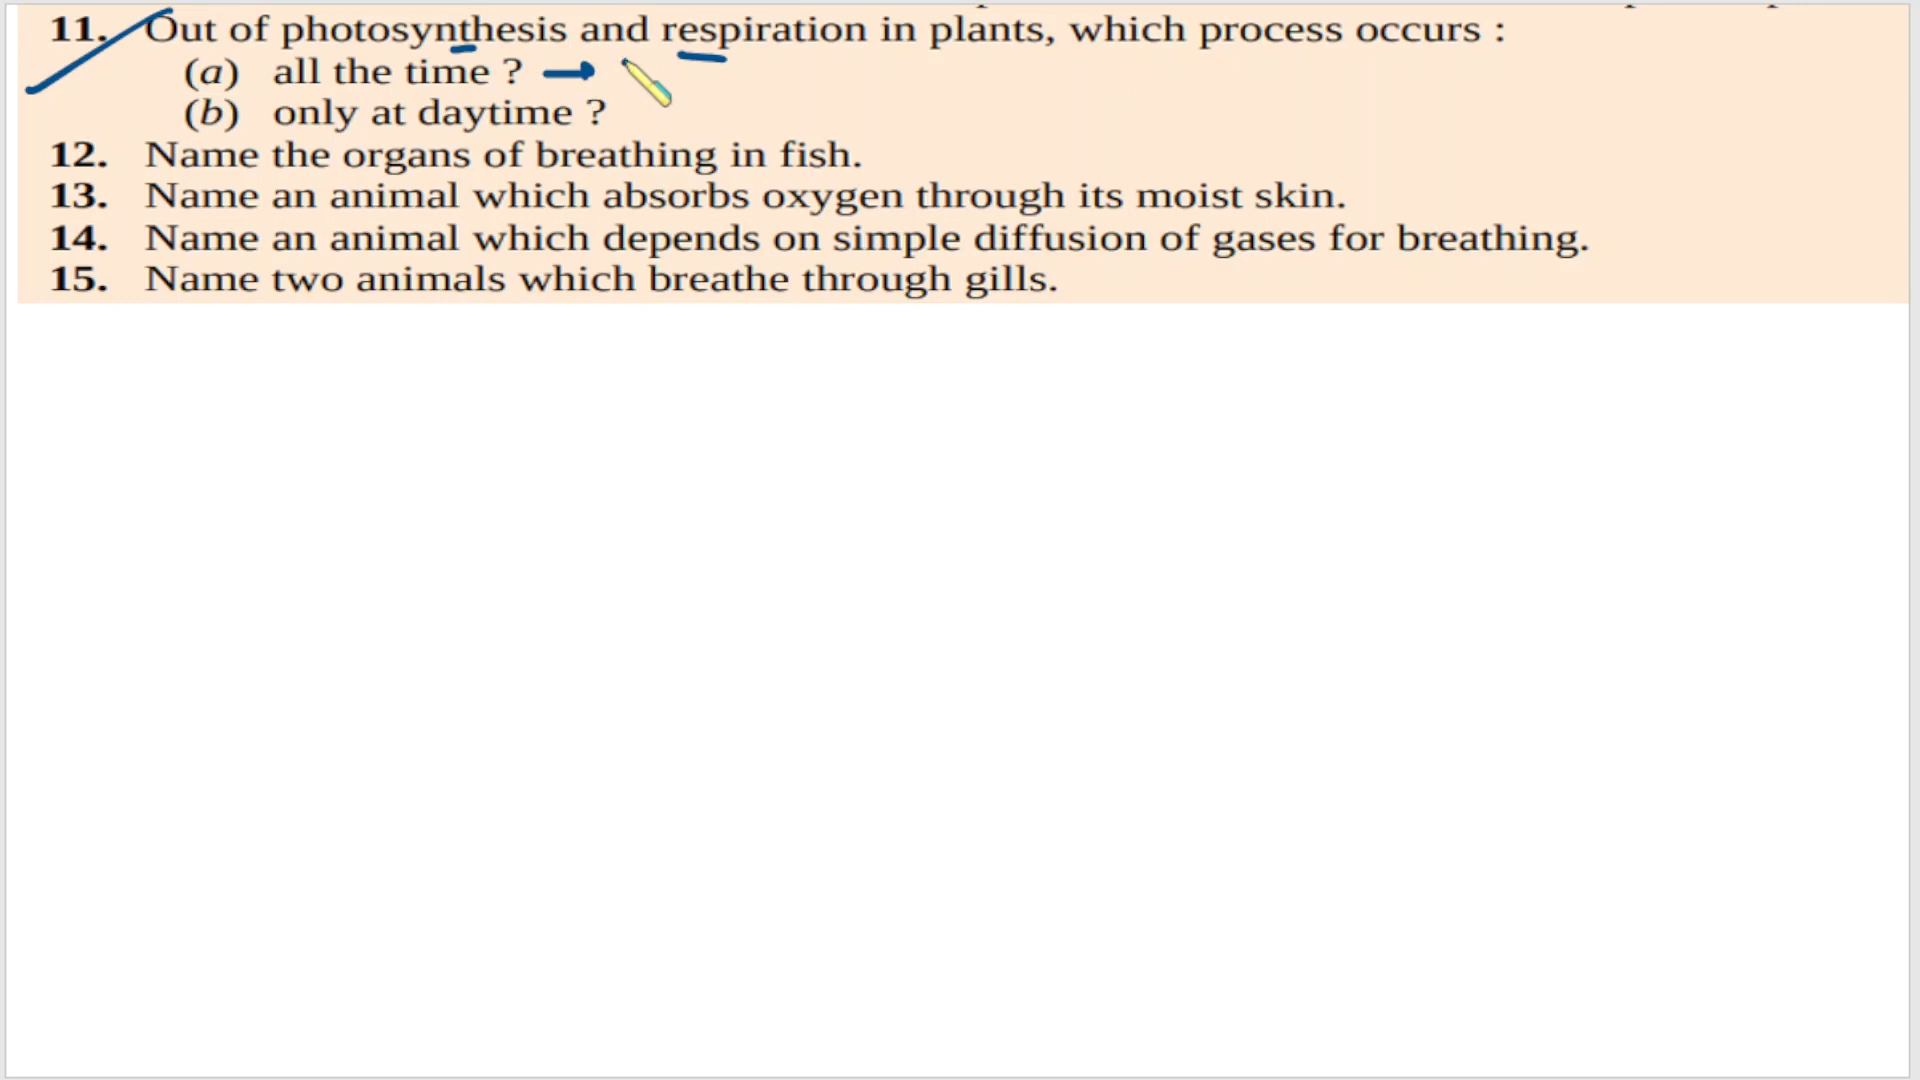 11. Out of photosynthesis and respiration in plants, which process occurs :
(a) all the time ?
(b) only at daytime ?
12. Name the organs of breathing in fish.
13. Name an animal which absorbs oxygen through its moist skin.
14. Name an animal which depends on simple diffusion of gases for breathing.
15. Name two animals which breathe through gills.